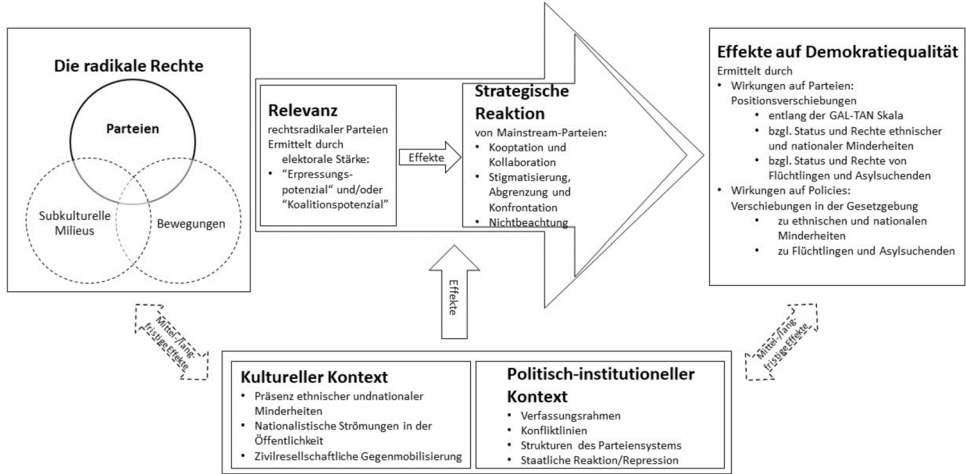 Die radikale Rechte
Parteien
Subkulturelle
Milieus
Bewegungen
Relevanz
rechtsradikaler Parteien
Ermittelt durch
elektorale Stärke:
• “Erpressungs-
potenzial“ und/oder
“Koalitionspotenzial”
Effekte
Strategische
Reaktion
von Mainstream-Parteien:
• Kooptation und
Kollaboration
• Stigmatisierung,
Abgrenzung und
Konfrontation
• Nichtbeachtung
Effekte auf Demokratiequalität
Ermittelt durch
• Wirkungen auf Parteien:
Positionsverschiebungen
• entlang der GAL-TAN Skala
• bzgl. Status und Rechte ethnischer
und nationaler Minderheiten
• bzgl. Status und Rechte von
Flüchtlingen und Asylsuchenden
• Wirkungen auf Policies:
Verschiebungen in der Gesetzgebung
• zu ethnischen und nationalen
Minderheiten
• zu Flüchtlingen und Asylsuchenden
Effekte
Mittel-/lang-
fristige Effekte
Mittel-/lang-
fristige Effekte
Kultureller Kontext
• Präsenz ethnischer undnationaler
Minderheiten
• Nationalistische Strömungen in der
Öffentlichkeit
• Zivilresellschaftliche Gegenmobilisierung
Politisch-institutioneller
Kontext
• Verfassungsrahmen
• Konfliktlinien
• Strukturen des Parteiensystems
• Staatliche Reaktion/Repression